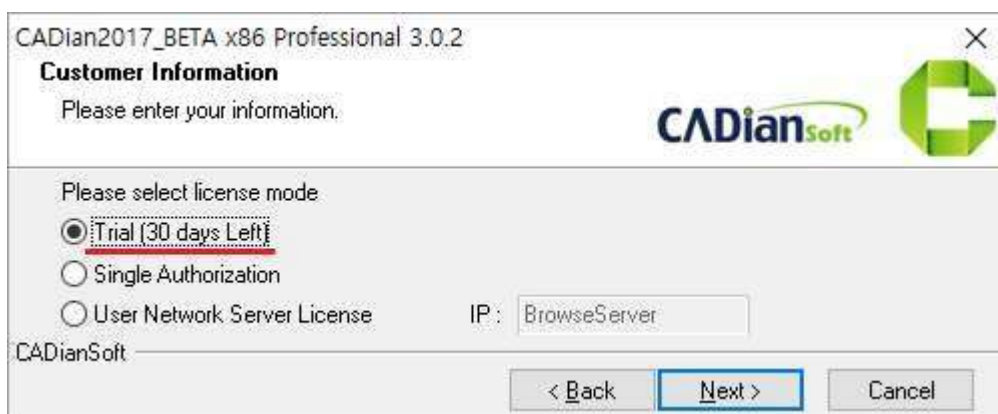 CADian2017_BETA x86 Professional 3.0.2
Customer Information
Please enter your information.
CADianSoft
Please select license mode
Trial (30 days Left)
Single Authorization
User Network Server License IP : BrowseServer
CADianSoft
< Back Next > Cancel